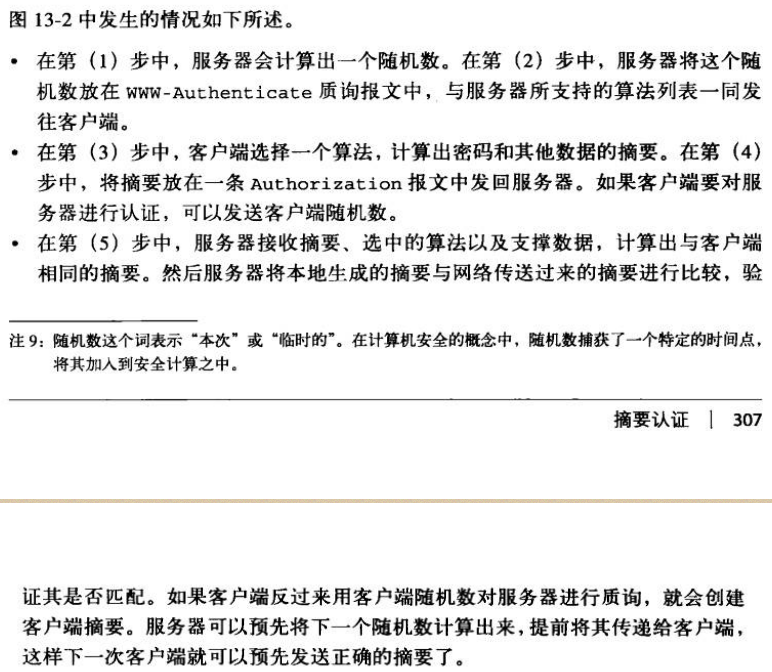 图 13-2 中发生的情况如下所述。
• 在第（1）步中，服务器会计算出一个随机数。在第（2）步中，服务器将这个随
机数放在 WWW-Authenticate 质询报文中，与服务器所支持的算法列表一同发
往客户端。
• 在第（3）步中，客户端选择一个算法，计算出密码和其他数据的摘要。在第（4）
步中，将摘要放在一条 Authorization 报文中发回服务器。如果客户端要对服
务器进行认证，可以发送客户端随机数。
• 在第（5）步中，服务器接收摘要、选中的算法以及支撑数据，计算出与客户端
相同的摘要。然后服务器将本地生成的摘要与网络传送过来的摘要进行比较，验
注 9：随机数这个词表示“本次”或“临时的”。在计算机安全的概念中，随机数捕获了一个特定的时间点，
将其加入到安全计算之中。
摘要认证 | 307
证其是否匹配。如果客户端反过来用客户端随机数对服务器进行质询，就会创建
客户端摘要。服务器可以预先将下一个随机数计算出来，提前将其传递给客户端，
这样下一次客户端就可以预先发送正确的摘要了。